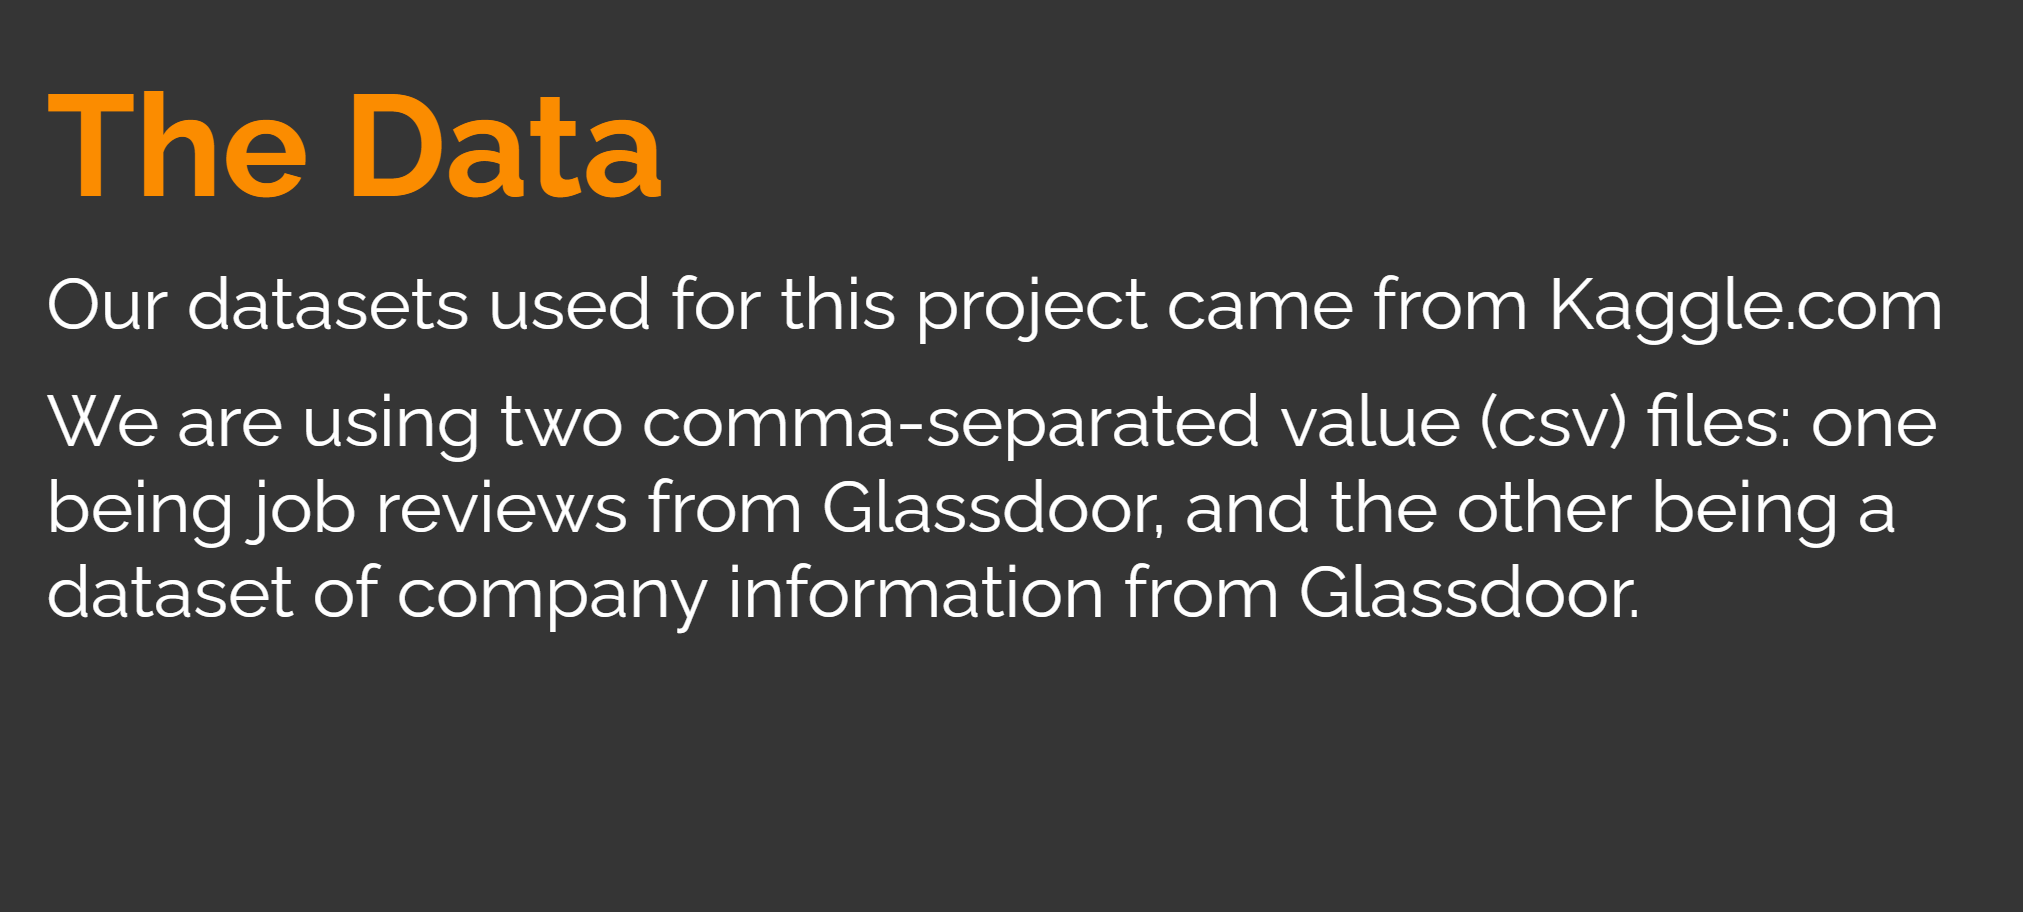 The Data
Our datasets used for this project came from Kaggle.com
We are using two comma-separated value (csv) files: one
being job reviews from Glassdoor, and the other being a
dataset of company information from Glassdoor.